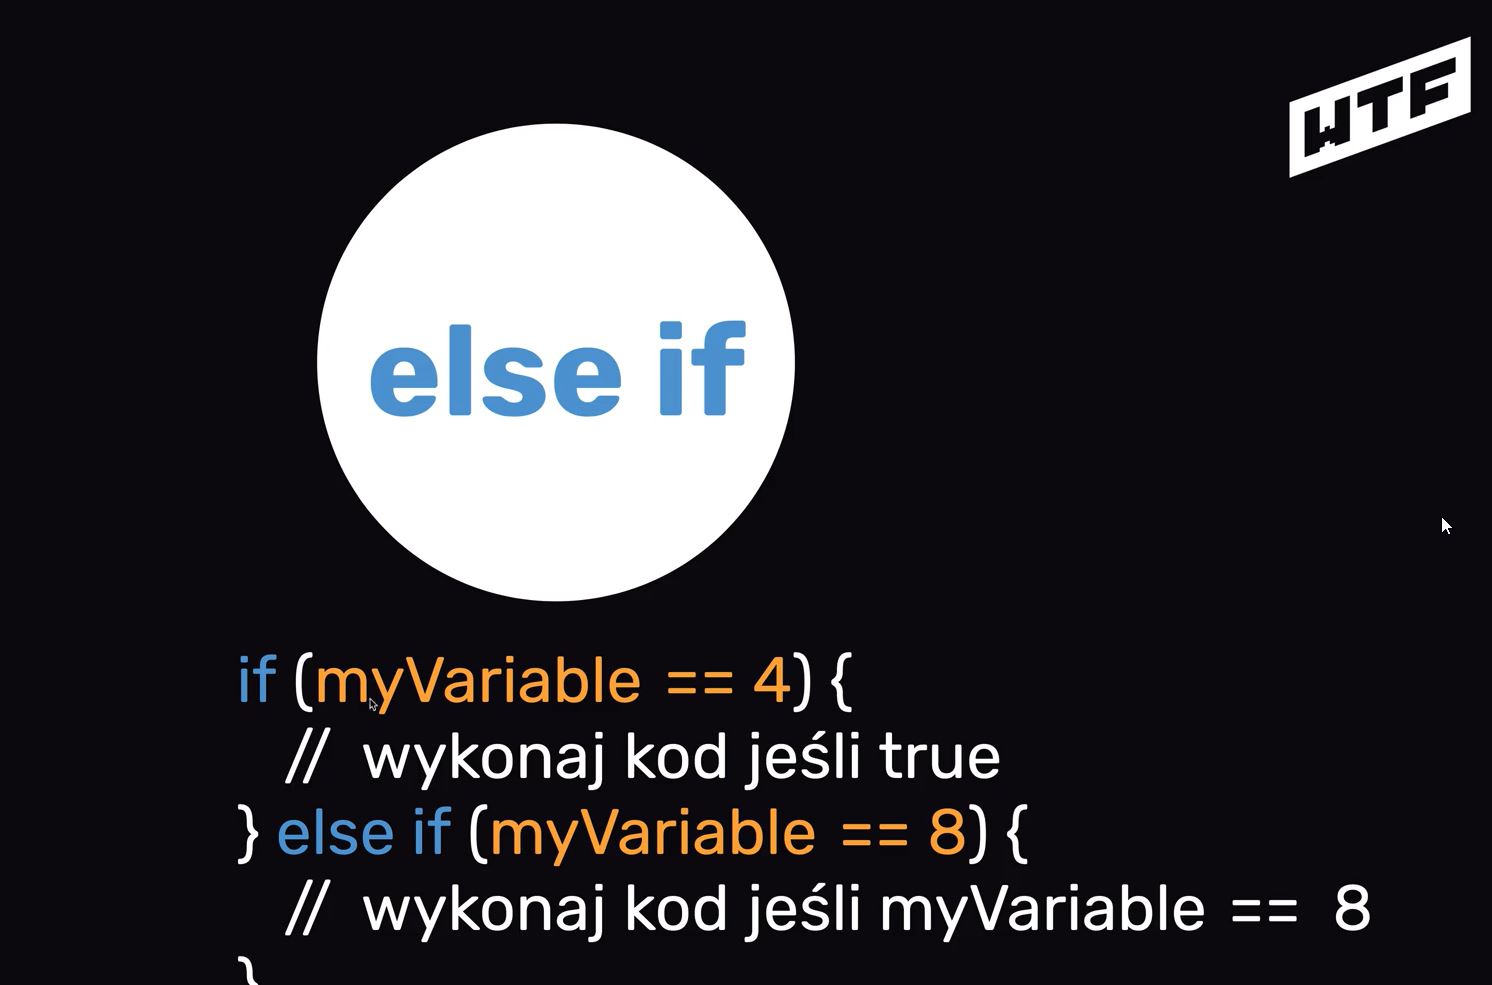 WTF
else if
if (myVariable == 4) {
// wykonaj kod jeśli true
} else if (myVariable == 8) {
// wykonaj kod jeśli myVariable == 8
}